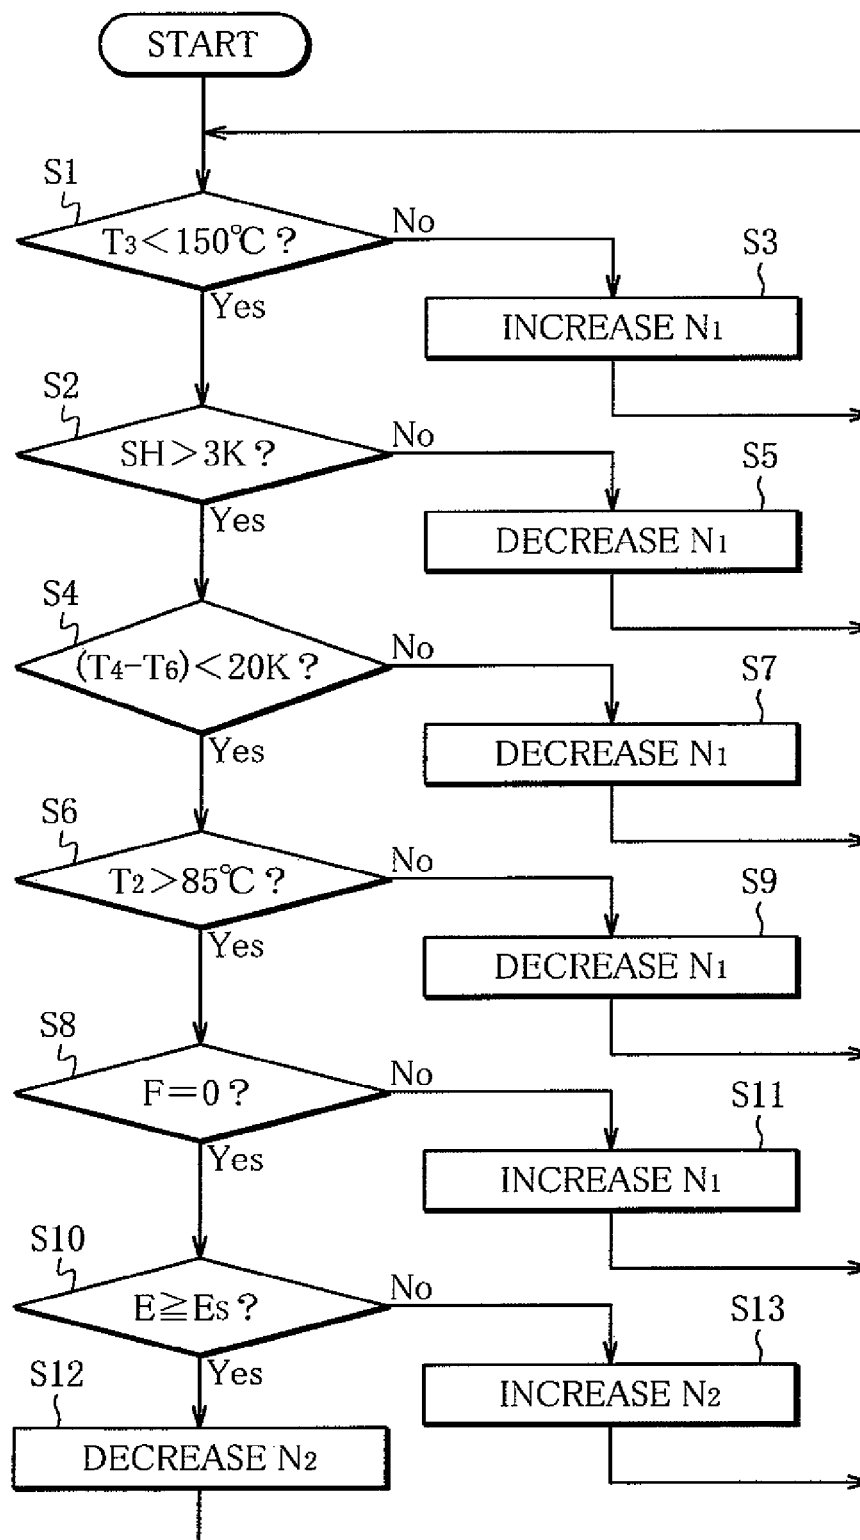 START
S1
T3<150℃?
No
Yes
S3
INCREASE N1
S2
SH>3K?
No
Yes
S5
DECREASE N1
S4
(T4-T6)<20K?
No
Yes
S7
DECREASE N1
S6
T2>85℃?
No
Yes
S9
DECREASE N1
S8
F=0?
No
Yes
S11
INCREASE N1
S10
E≧Es?
No
Yes
S13
INCREASE N2
S12
DECREASE N2